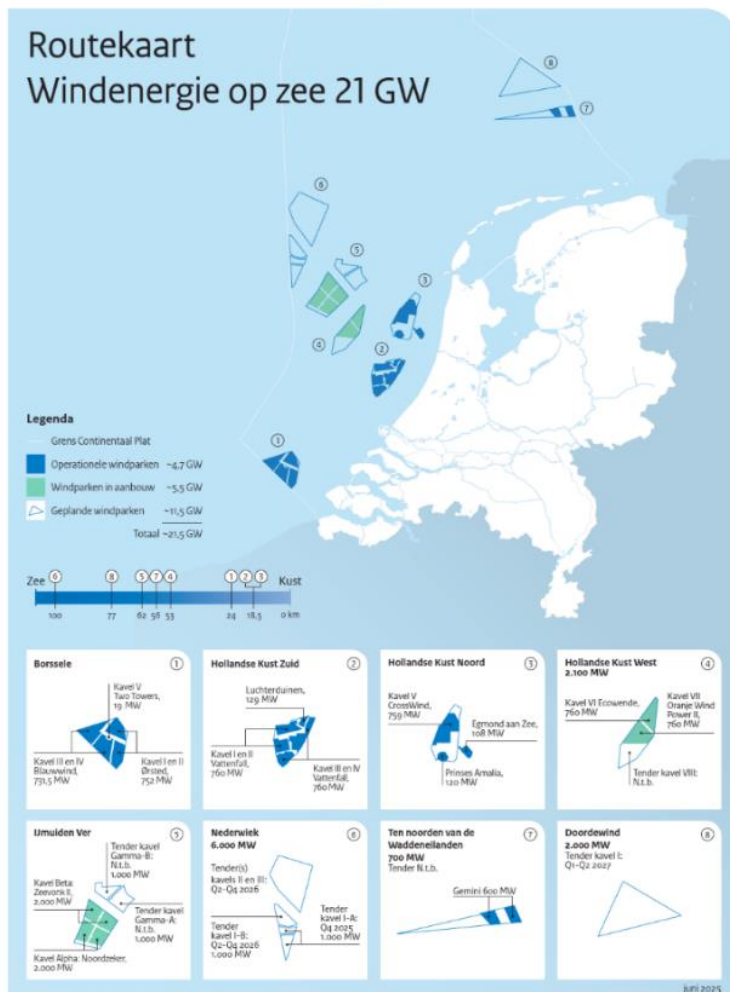 Routekaart
Windenergie op zee 21 GW
8
7
6
5
3
4
2
1
Legenda
Grens Continentaal Plat
Operationele windparken ~4,7 GW
Windparken in aanbouw ~5,5 GW
Geplande windparken ~11,5 GW
Totaal ~21,5 GW
Zee 6 8 5 7 4 1 2 3 Kust
100 77 62 56 53 24 18,5 0 km
Borssele 1
Kavel V
Two Towers,
19 MW
Kavel III en IV
Blauwwind,
731,5 MW
Kavel I en II
Ørsted,
752 MW
Hollandse Kust Zuid 2
Luchterduinen,
129 MW
Kavel I en II
Vattenfall,
760 MW
Kavel III en IV
Vattenfall,
760 MW
Hollandse Kust Noord 3
Kavel V
CrossWind,
759 MW
Egmond aan Zee,
108 MW
Prinses Amalia,
120 MW
Hollandse Kust West 4
2.100 MW
Kavel VI Ecowende,
760 MW
Kavel VII
Oranje Wind
Power II,
760 MW
Tender kavel VIII:
N.t.b.
IJmuiden Ver 5
Tender kavel
Gamma-B:
N.t.b.
1.000 MW
Kavel Beta:
Zeevonk II,
2.000 MW
Tender kavel
Gamma-A:
N.t.b.
1.000 MW
Kavel Alpha: Noordzeker,
2.000 MW
Nederwiek 6
6.000 MW
Tender(s)
kavels II en III:
Q2-Q4 2026
Tender
kavel I-B:
Q2-Q4 2026
1.000 MW
Tender
kavel I-A:
Q4 2025
1.000 MW
Ten noorden van de 7
Waddeneilanden
700 MW
Tender N.t.b.
Gemini 600 MW
Doordewind 8
2.000 MW
Tender kavel I:
Q1-Q2 2027
juni 2025